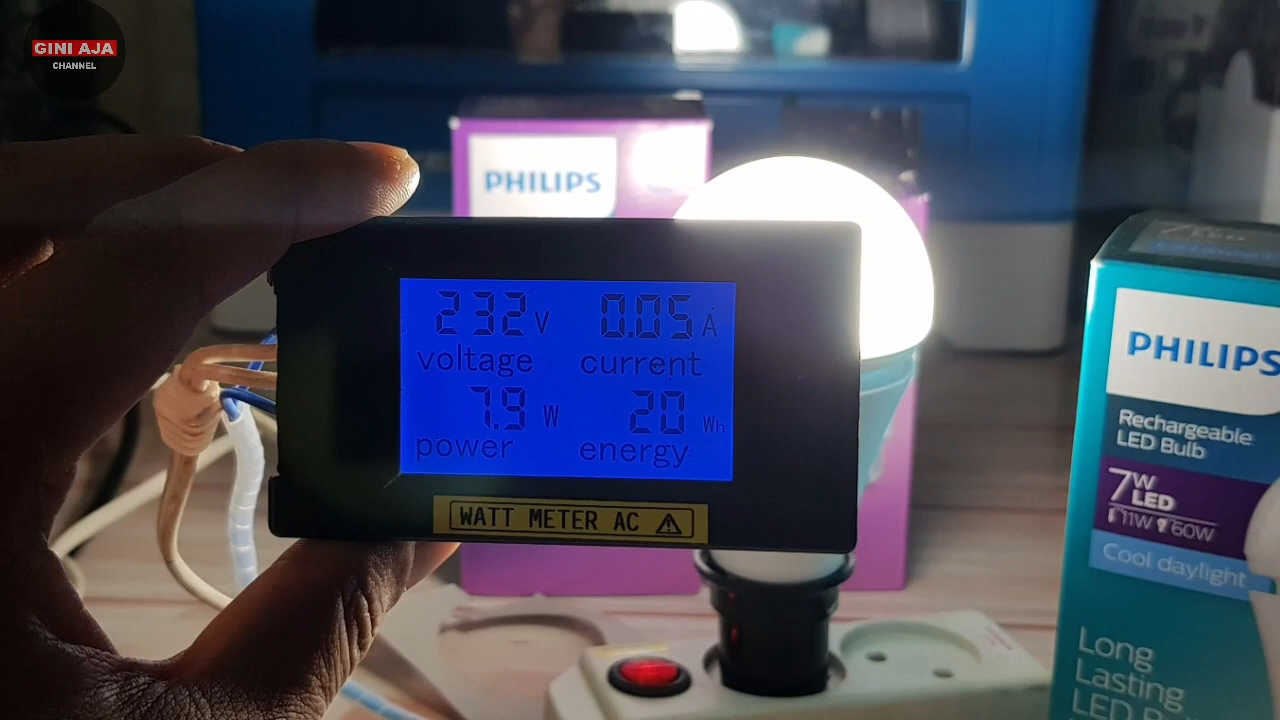 GINI AJA
CHANNEL
PHILIPS
232 V 0.05 A
voltage current
7.9 W 20 Wh
power energy
WATT METER AC
PHILIPS
Rechargeable
LED Bulb
7W
LED
11W 60W
Cool daylight
Long
Lasting
LED